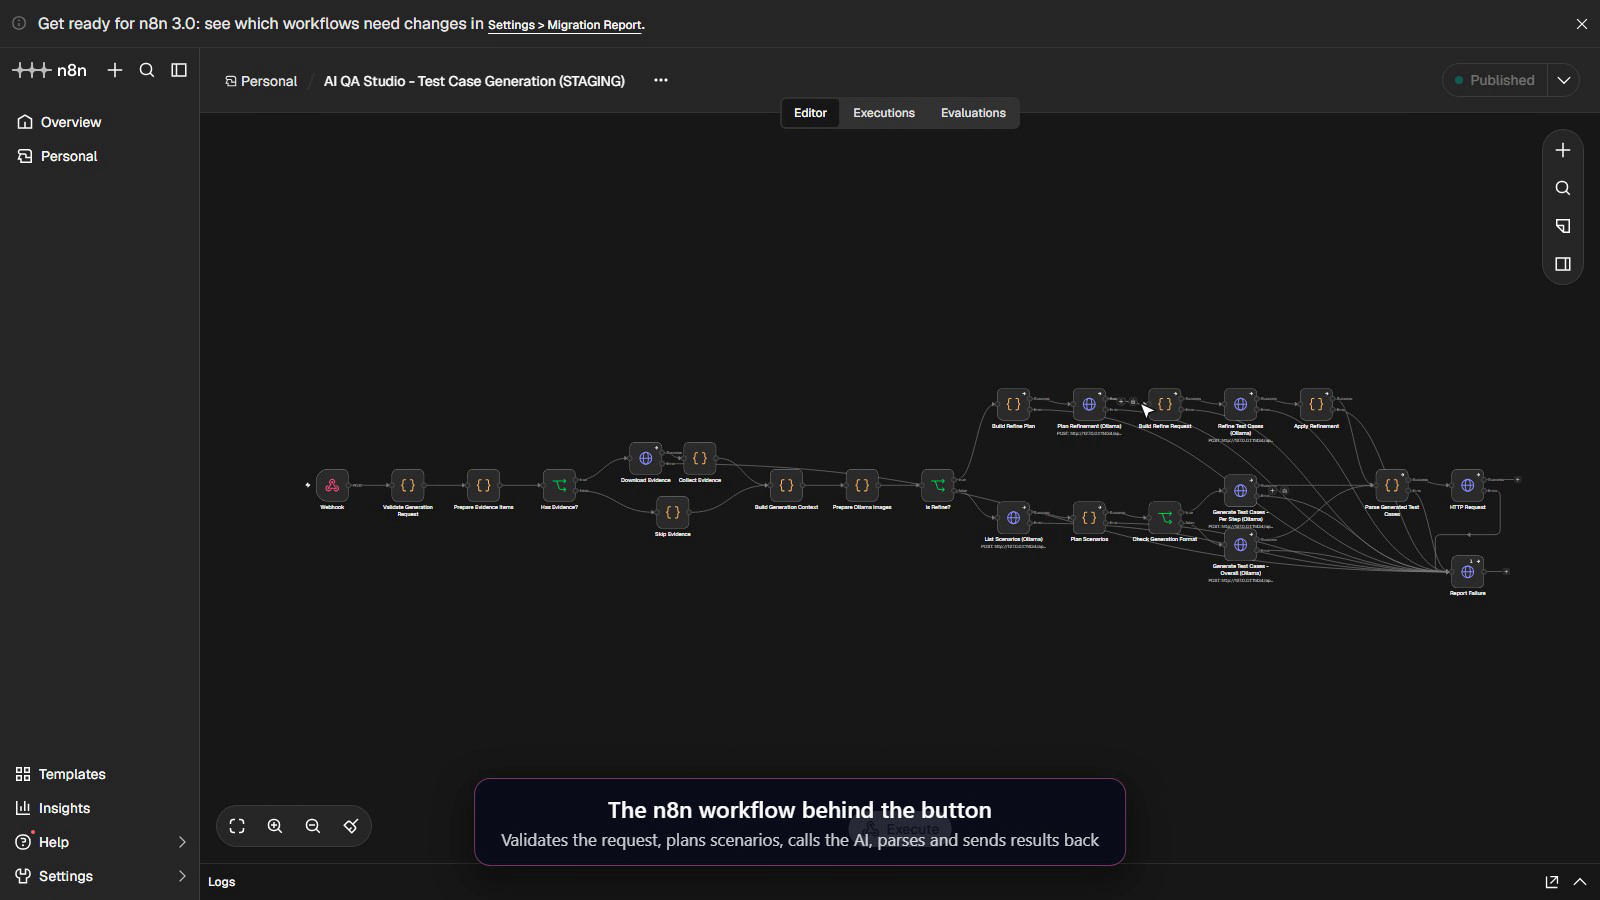 Get ready for n8n 3.0: see which workflows need changes in Settings > Migration Report.
n8n
Personal / AI QA Studio - Test Case Generation (STAGING)
Published
Editor
Executions
Evaluations
Overview
Personal
Build Refine Plan
Plan Refinement (Ollama)
Build Refine Request
Refine Test Cases
(Ollama)
Apply Refinement
Webhook
Validate Generation
Request
Prepare Evidence Items
Has Evidence?
Download Evidence
Collect Evidence
Skip Evidence
Build Generation Context
Prepare Ollama Images
Is Refine?
List Scenarios (Ollama)
Plan Scenarios
Check Generation Format
Generate Test Cases -
Per Step (Ollama)
Generate Test Cases -
Overall (Ollama)
Parse Generated Test
Cases
HTTP Request
Report Failure
Templates
Insights
Help
Settings
The n8n workflow behind the button
Execute
Validates the request, plans scenarios, calls the AI, parses and sends results back
Logs